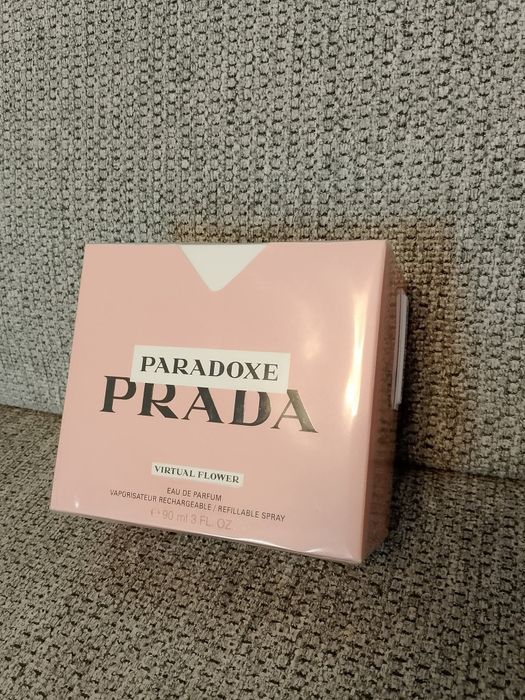 PARADOXE
PRADA
VIRTUAL FLOWER
EAU DE PARFUM
VAPORISATEUR RECHARGEABLE / REFILLABLE SPRAY
90 ml 3 FL. OZ.